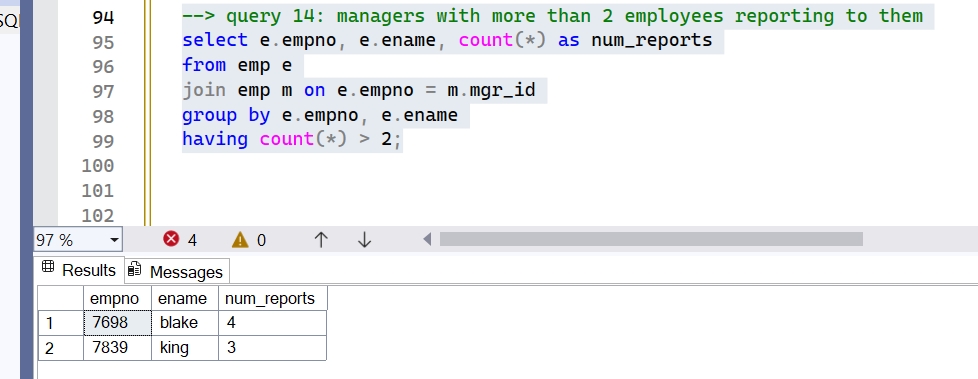 SQ
94 --> query 14: managers with more than 2 employees reporting to them
95 select e.empno, e.ename, count(*) as num_reports
96 from emp e
97 join emp m on e.empno = m.mgr_id
98 group by e.empno, e.ename
99 having count(*) > 2;
100
101
102
97 % 4 0
Results Messages
empno ename num_reports
1 7698 blake 4
2 7839 king 3